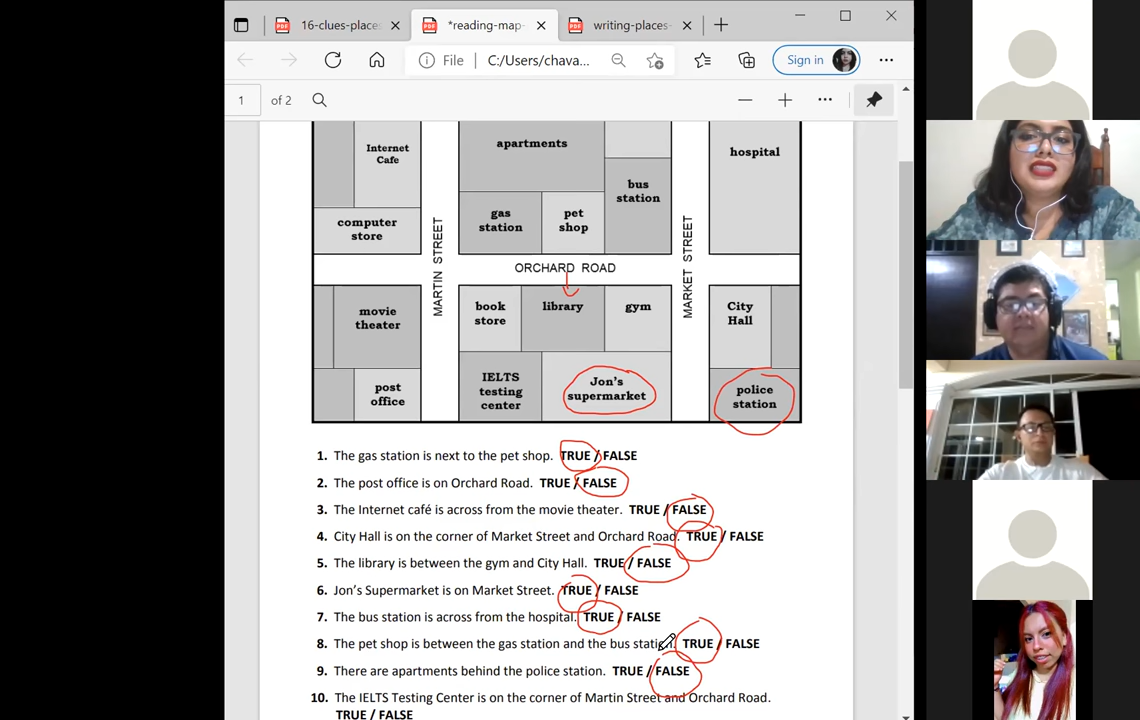 16-clues-places
*reading-map-
writing-places-
File
C:/Users/chava...
Sign in
1
of 2
Internet
Cafe
apartments
hospital
bus
station
computer
store
gas
station
pet
shop
MARTIN STREET
MARKET STREET
ORCHARD ROAD
movie
theater
book
store
library
gym
City
Hall
post
office
IELTS
testing
center
Jon's
supermarket
police
station
1. The gas station is next to the pet shop. TRUE / FALSE
2. The post office is on Orchard Road. TRUE / FALSE
3. The Internet café is across from the movie theater. TRUE / FALSE
4. City Hall is on the corner of Market Street and Orchard Road. TRUE / FALSE
5. The library is between the gym and City Hall. TRUE / FALSE
6. Jon's Supermarket is on Market Street. TRUE / FALSE
7. The bus station is across from the hospital. TRUE / FALSE
8. The pet shop is between the gas station and the bus station. TRUE / FALSE
9. There are apartments behind the police station. TRUE / FALSE
10. The IELTS Testing Center is on the corner of Martin Street and Orchard Road.
TRUE / FALSE